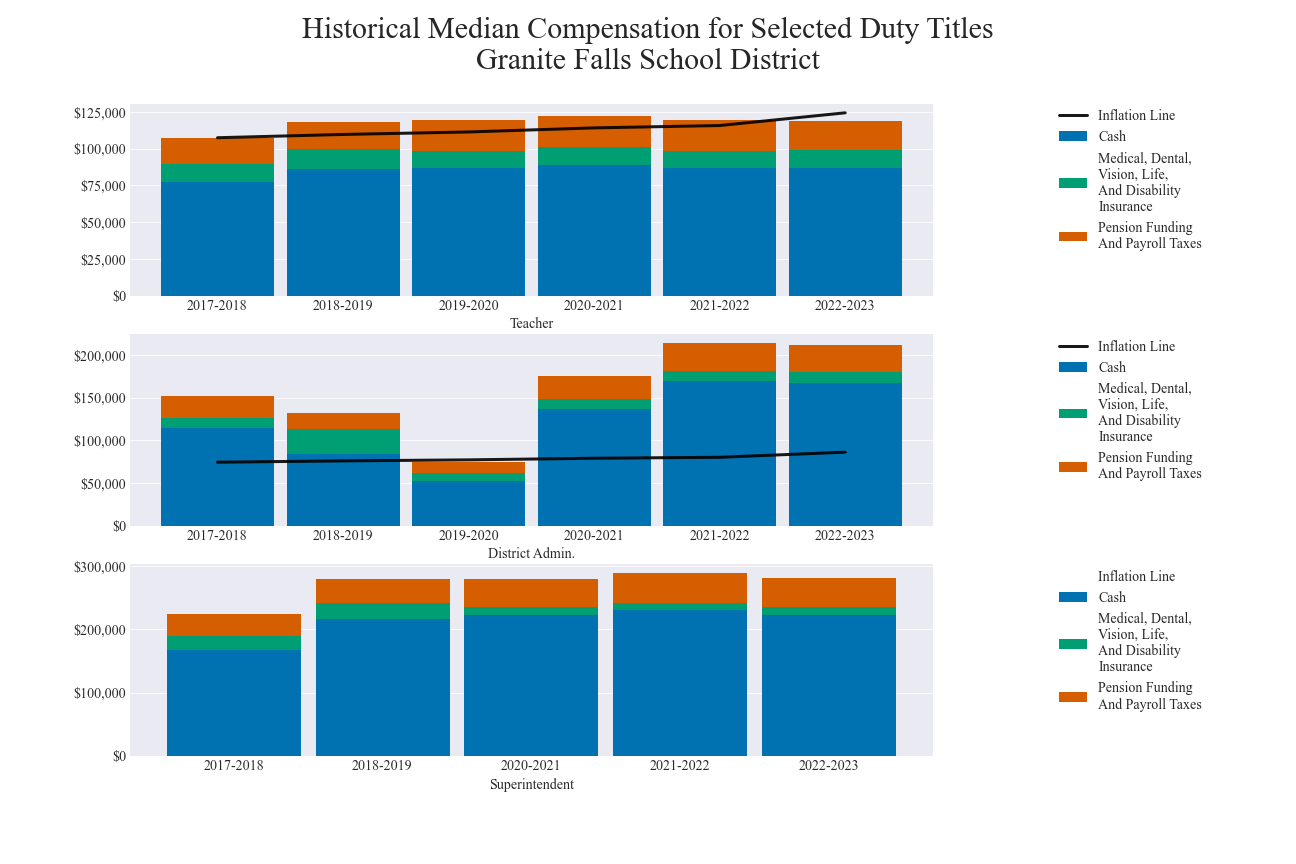 Historical Median Compensation for Selected Duty Titles
Granite Falls School District
$125,000
$100,000
$75,000
$50,000
$25,000
$0
2017-2018 2018-2019 2019-2020 2020-2021 2021-2022 2022-2023
Teacher
Inflation Line
Cash
Medical, Dental,
Vision, Life,
And Disability
Insurance
Pension Funding
And Payroll Taxes
$200,000
$150,000
$100,000
$50,000
$0
2017-2018 2018-2019 2019-2020 2020-2021 2021-2022 2022-2023
District Admin.
Inflation Line
Cash
Medical, Dental,
Vision, Life,
And Disability
Insurance
Pension Funding
And Payroll Taxes
$300,000
$200,000
$100,000
$0
2017-2018 2018-2019 2020-2021 2021-2022 2022-2023
Superintendent
Inflation Line
Cash
Medical, Dental,
Vision, Life,
And Disability
Insurance
Pension Funding
And Payroll Taxes